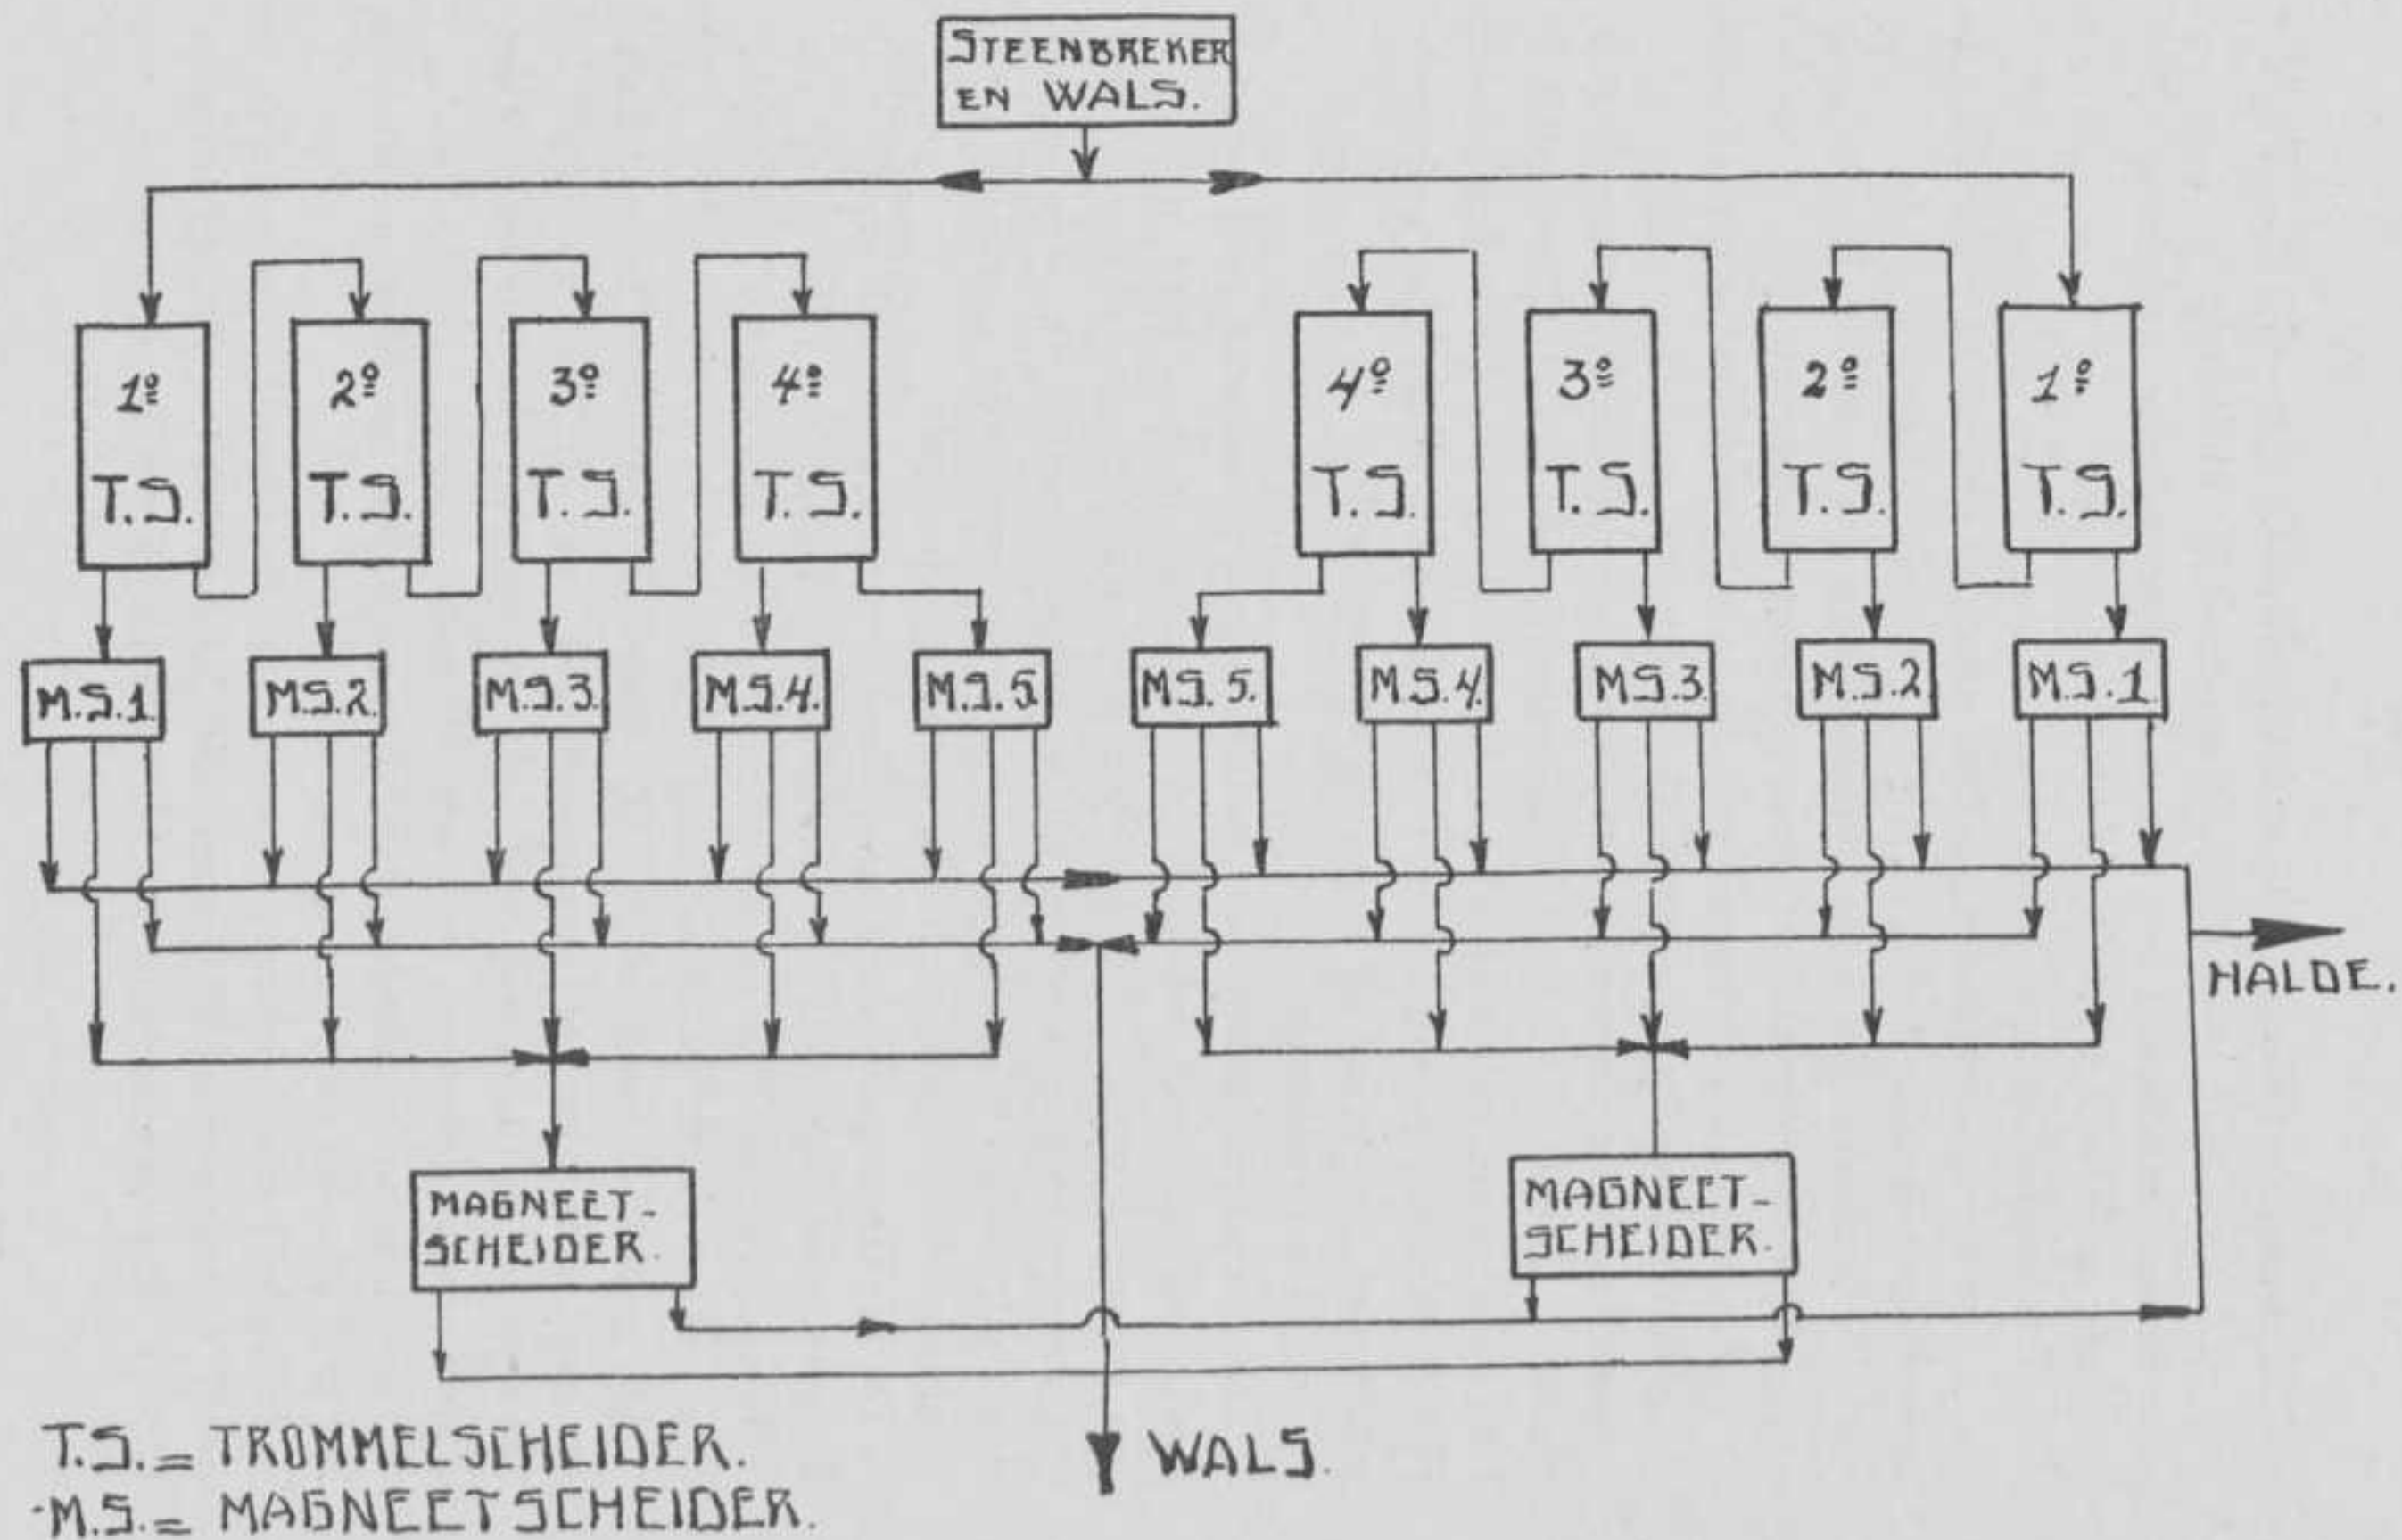 STEENBREKER
EN WALS.
1º 2º 3º 4º 4º 3º 2º 1º
T.S. T.S. T.S. T.S. T.S. T.S. T.S. T.S.
M.S.1. M.S.2. M.S.3. M.S.4. M.S.5. M.S.5. M.S.4. M.S.3. M.S.2. M.S.1.
HALDE.
MAGNEET- MAGNEET-
SCHEIDER. SCHEIDER.
WALS.
T.S. = TROMMELSCHEIDER.
M.S. = MAGNEETSCHEIDER.